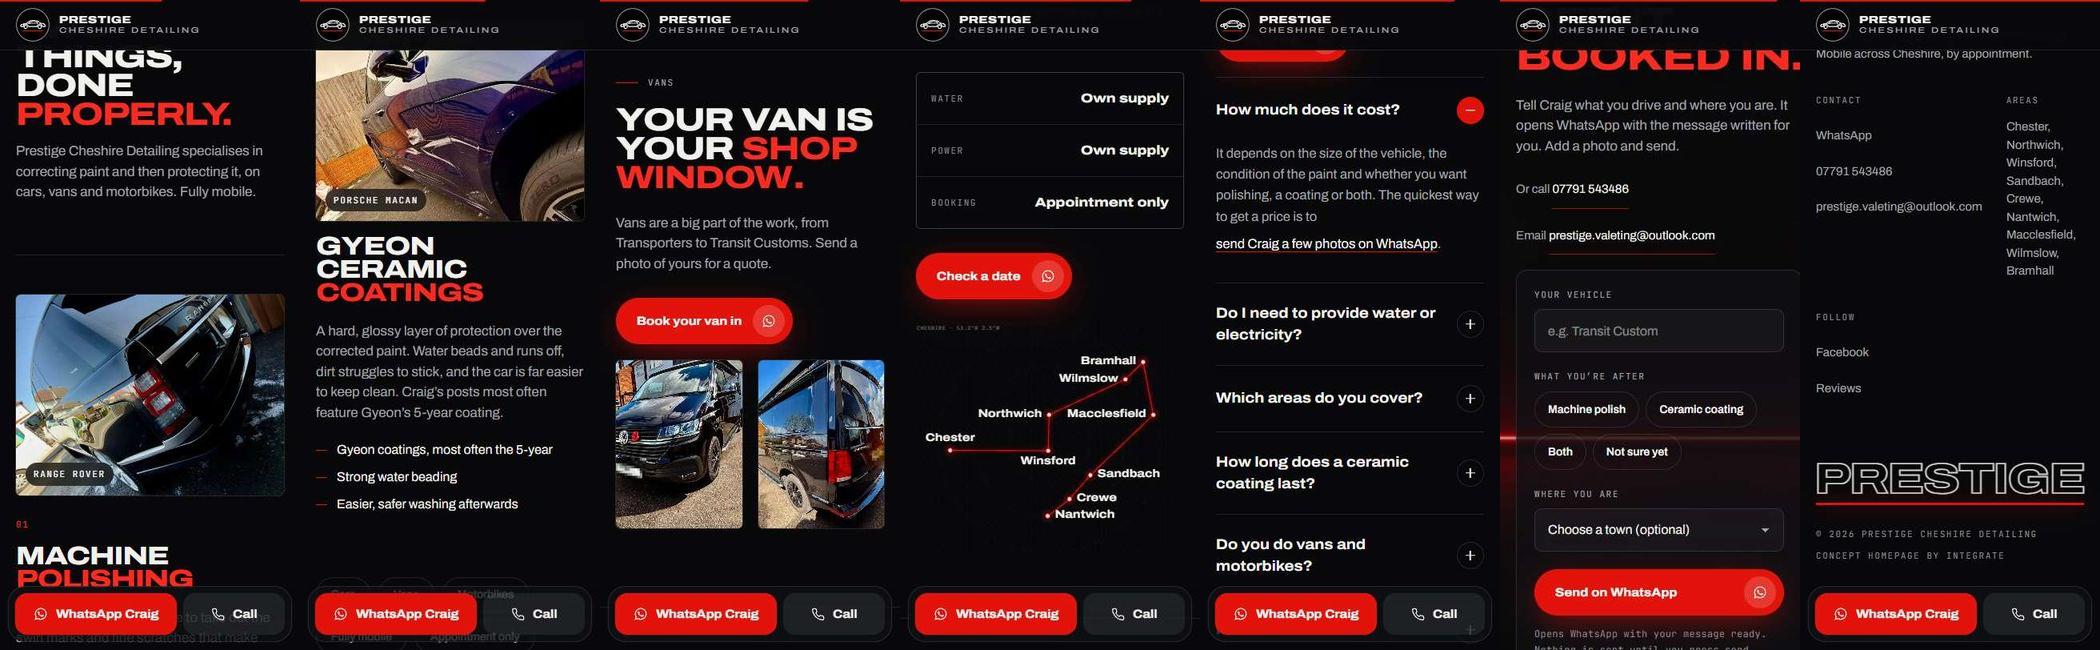 PRESTIGE
CHESHIRE DETAILING
THINGS,
DONE
PROPERLY.
Prestige Cheshire Detailing specialises in
correcting paint and then protecting it, on
cars, vans and motorbikes. Fully mobile.
RANGE ROVER
01
MACHINE
POLISHING
WhatsApp Craig
Call
PRESTIGE
CHESHIRE DETAILING
PORSCHE MACAN
GYEON
CERAMIC
COATINGS
A hard, glossy layer of protection over the
corrected paint. Water beads and runs off,
dirt struggles to stick, and the car is far easier
to keep clean. Craig's posts most often
feature Gyeon's 5-year coating.
— Gyeon coatings, most often the 5-year
— Strong water beading
— Easier, safer washing afterwards
Motorbikes
WhatsApp Craig
Call
Fully mobile
Appointment only
PRESTIGE
CHESHIRE DETAILING
VANS
YOUR VAN IS
YOUR SHOP
WINDOW.
Vans are a big part of the work, from
Transporters to Transit Customs. Send a
photo of yours for a quote.
Book your van in
WhatsApp Craig
Call
PRESTIGE
CHESHIRE DETAILING
WATER
Own supply
POWER
Own supply
BOOKING
Appointment only
Check a date
Bramhall
Wilmslow
Northwich
Macclesfield
Chester
Winsford
Sandbach
Crewe
Nantwich
WhatsApp Craig
Call
PRESTIGE
CHESHIRE DETAILING
How much does it cost?
It depends on the size of the vehicle, the
condition of the paint and whether you want
polishing, a coating or both. The quickest way
to get a price is to
send Craig a few photos on WhatsApp.
Do I need to provide water or
electricity?
Which areas do you cover?
How long does a ceramic
coating last?
Do you do vans and
motorbikes?
WhatsApp Craig
Call
PRESTIGE
CHESHIRE DETAILING
BOOKED IN.
Tell Craig what you drive and where you are. It
opens WhatsApp with the message written for
you. Add a photo and send.
Or call 07791 543486
Email prestige.valeting@outlook.com
YOUR VEHICLE
e.g. Transit Custom
WHAT YOU'RE AFTER
Machine polish
Ceramic coating
Both
Not sure yet
WHERE YOU ARE
Choose a town (optional)
Send on WhatsApp
Opens WhatsApp with your message ready.
Nothing is sent until you press send
PRESTIGE
CHESHIRE DETAILING
Mobile across Cheshire, by appointment.
CONTACT
WhatsApp
07791 543486
prestige.valeting@outlook.com
AREAS
Chester,
Northwich,
Winsford,
Sandbach,
Crewe,
Nantwich,
Macclesfield,
Wilmslow,
Bramhall
FOLLOW
Facebook
Reviews
PRESTIGE
© 2026 PRESTIGE CHESHIRE DETAILING
CONCEPT HOMEPAGE BY INTEGRATE
WhatsApp Craig
Call